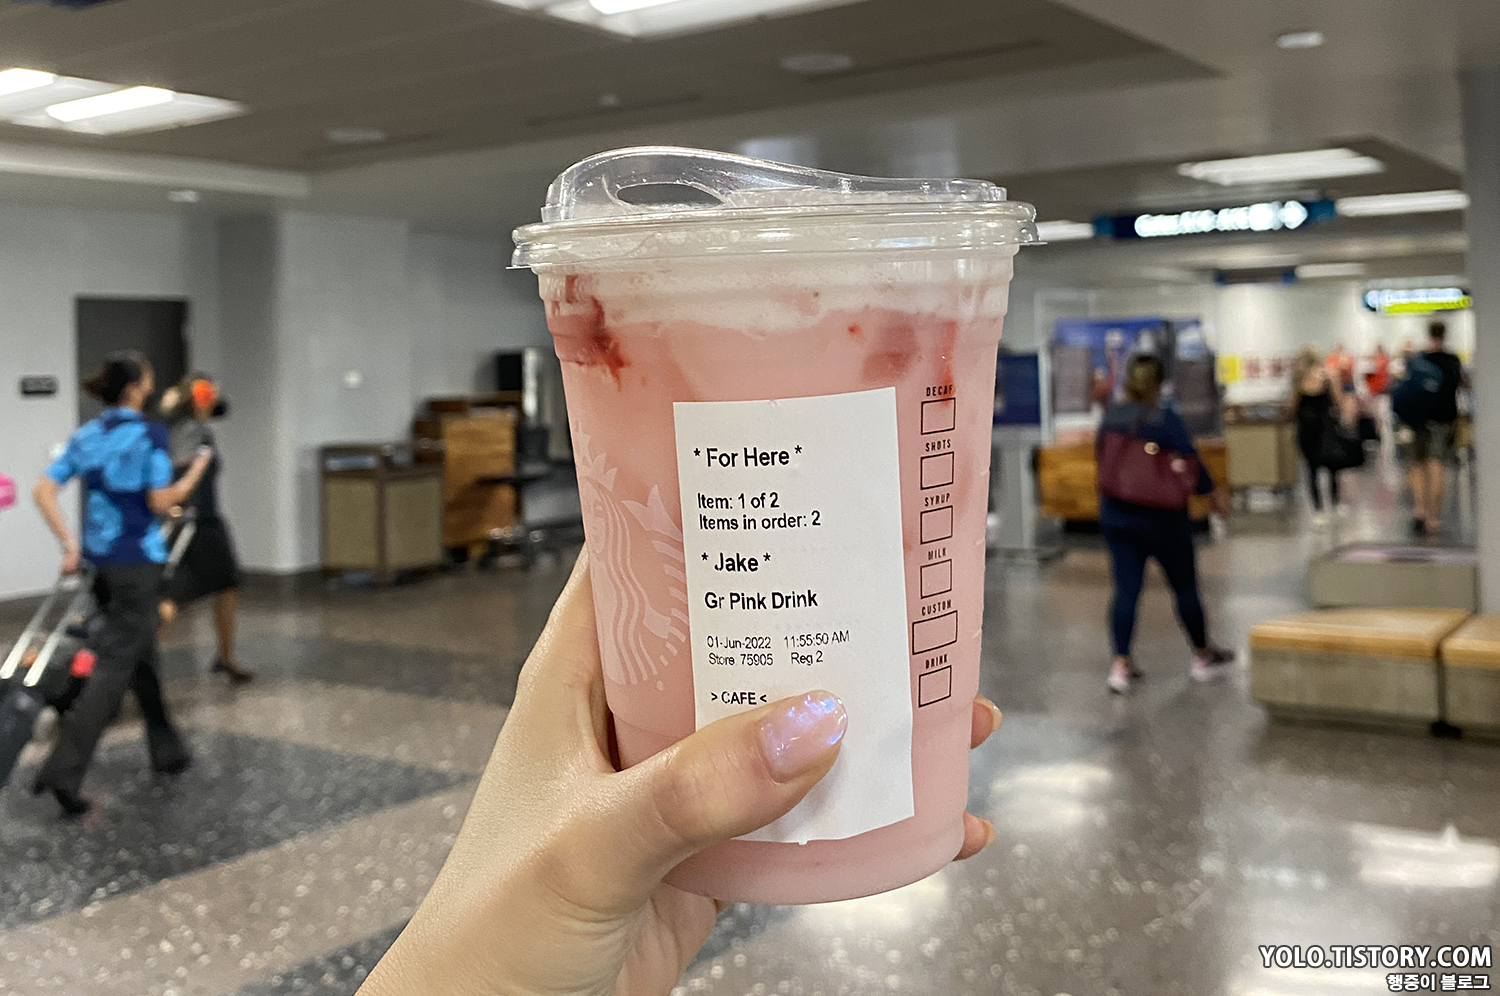 * For Here *
Item: 1 of 2
Items in order: 2
* Jake *
Gr Pink Drink
01-Jun-2022 11:55:50 AM
Store 75905 Reg 2
> CAFE <
DECAF
SHOTS
SYRUP
MILK
CUSTOM
DRINK
YOLO.TISTORY.COM
행중이 블로그